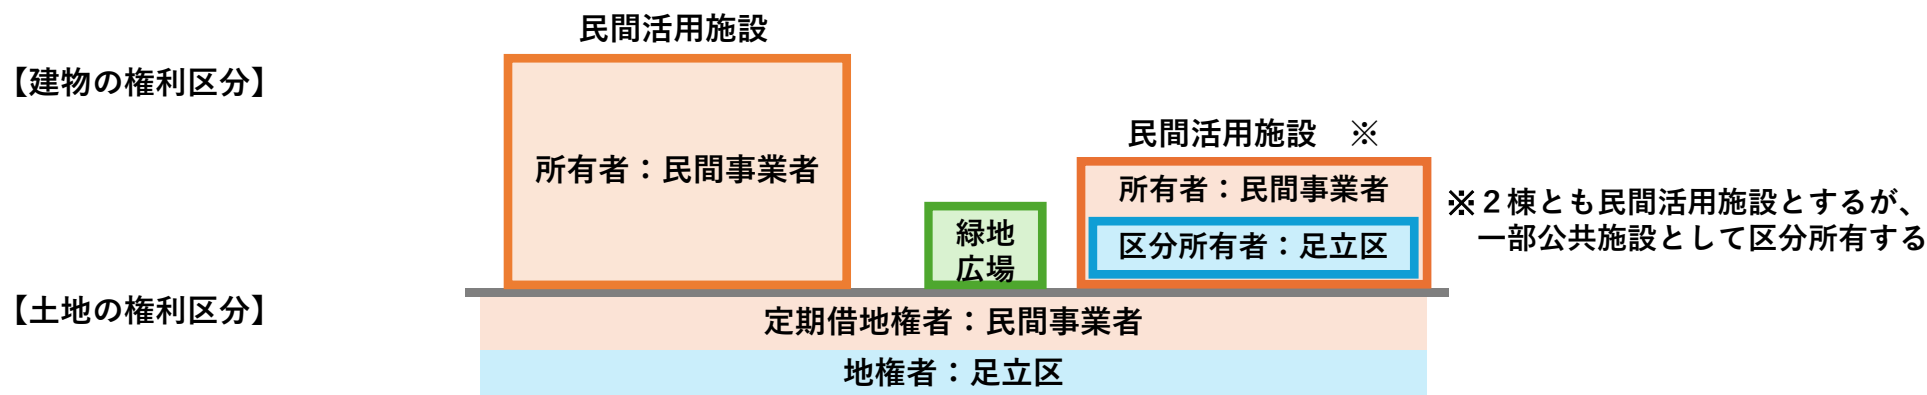 民間活用施設
【建物の権利区分】
民間活用施設　※
所有者：民間事業者
所有者：民間事業者
※２棟とも民間活用施設とするが、
一部公共施設として区分所有する
緑地
広場
区分所有者：足立区
【土地の権利区分】
定期借地権者：民間事業者
地権者：足立区